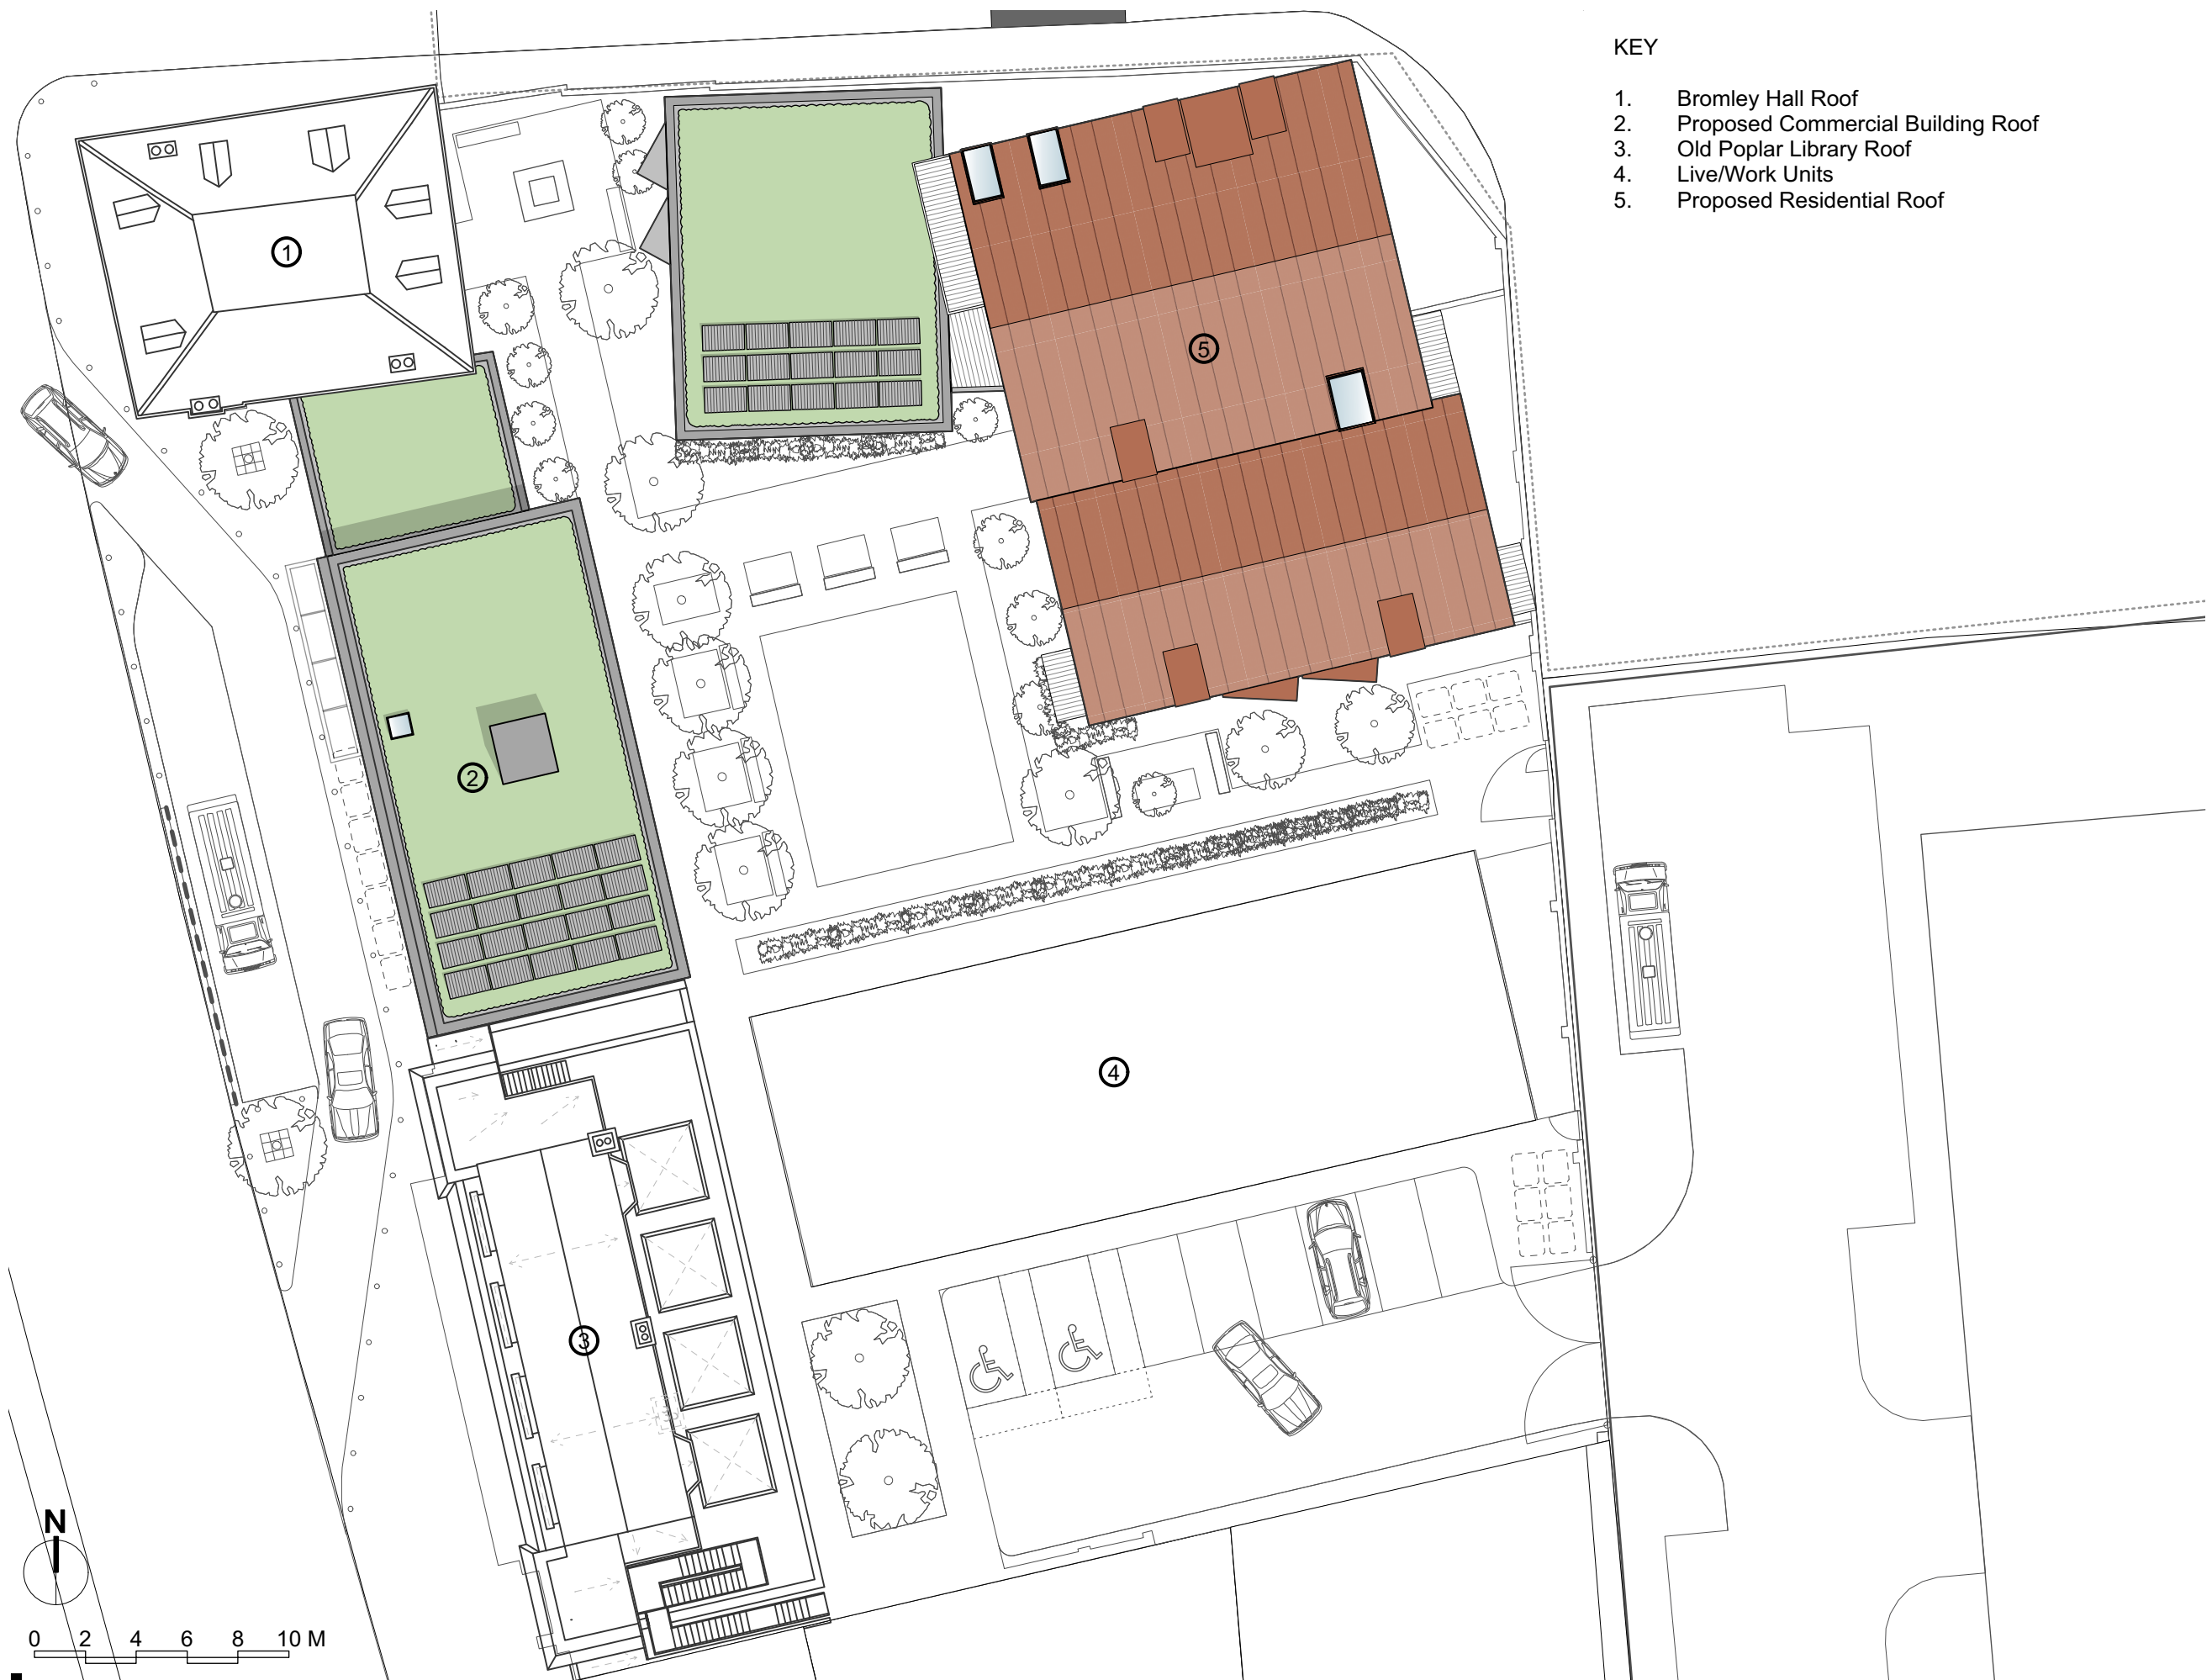 KEY
1. Bromley Hall Roof
2. Proposed Commercial Building Roof
3. Old Poplar Library Roof
4. Live/Work Units
5. Proposed Residential Roof
1
5
2
4
3
N
0 2 4 6 8 10 M